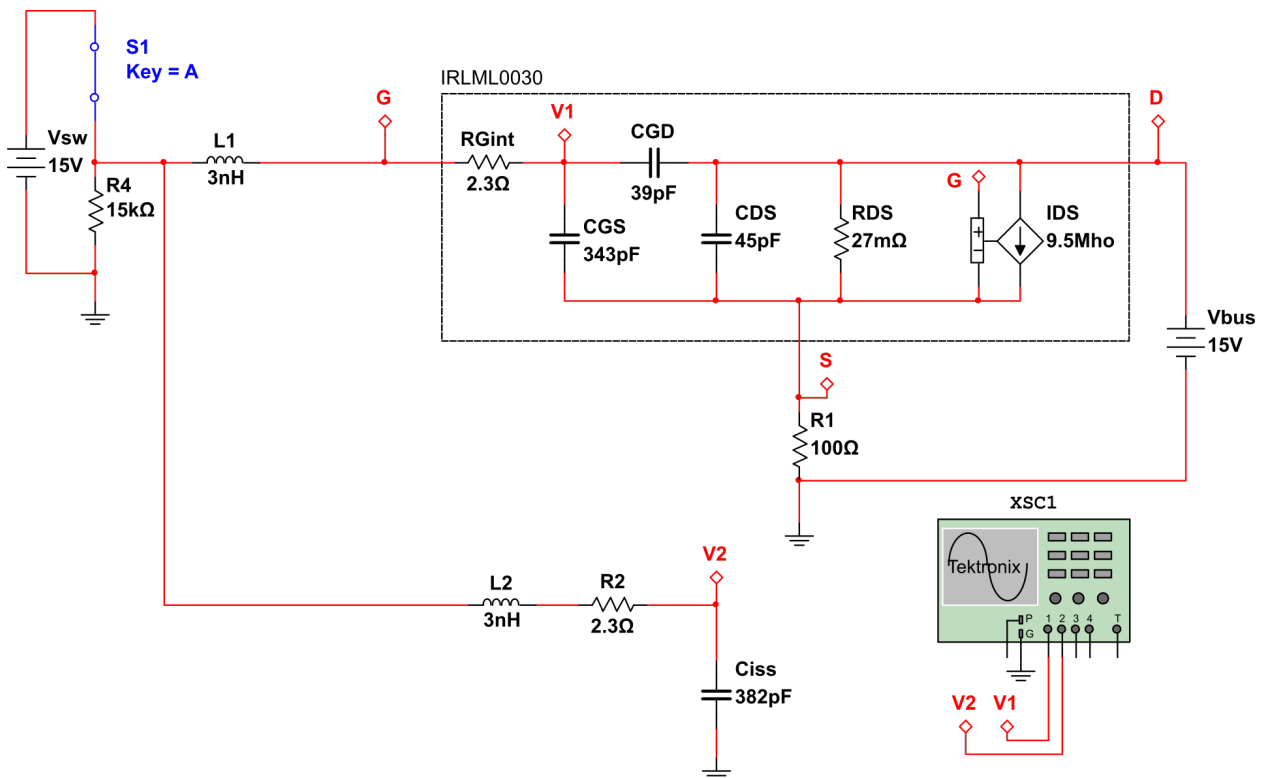 S1
Key = A
IRLML0030
G
V1
D
Vsw
15V
L1
3nH
RGint
2.3Ω
CGD
39pF
R4
15kΩ
CGS
343pF
CDS
45pF
RDS
27mΩ
G
+
−
IDS
9.5Mho
Vbus
15V
S
R1
100Ω
XSC1
Tektronix
P
G
1 2 3 4
T
V2
L2
3nH
R2
2.3Ω
Ciss
382pF
V2 V1